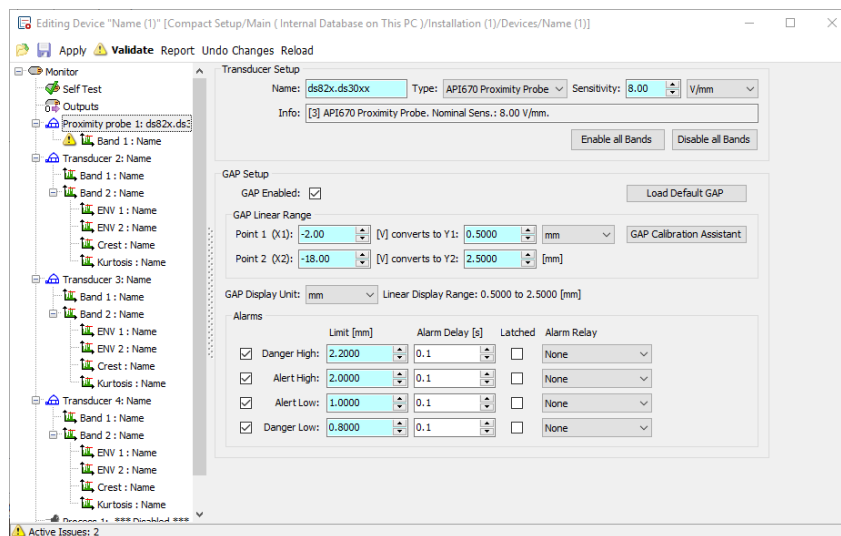 Editing Device "Name (1)" [Compact Setup/Main ( Internal Database on This PC )/Installation (1)/Devices/Name (1)]
Apply Validate Report Undo Changes Reload
Monitor
Self Test
Outputs
Proximity probe 1: ds82x.ds3
Band 1 : Name
Transducer 2: Name
Band 1 : Name
Band 2 : Name
ENV 1 : Name
ENV 2 : Name
Crest : Name
Kurtosis : Name
Transducer 3: Name
Band 1 : Name
Band 2 : Name
ENV 1 : Name
ENV 2 : Name
Crest : Name
Kurtosis : Name
Transducer 4: Name
Band 1 : Name
Band 2 : Name
ENV 1 : Name
ENV 2 : Name
Crest : Name
Kurtosis : Name
Process 1: *** Disabled ***
Transducer Setup
Name: ds82x.ds30xx Type: API670 Proximity Probe Sensitivity: 8.00 V/mm
Info: [3] API670 Proximity Probe. Nominal Sens.: 8.00 V/mm.
Enable all Bands Disable all Bands
GAP Setup
GAP Enabled: Load Default GAP
GAP Linear Range
Point 1 (X1): -2.00 [V] converts to Y1: 0.5000 mm GAP Calibration Assistant
Point 2 (X2): -18.00 [V] converts to Y2: 2.5000 [mm]
GAP Display Unit: mm Linear Display Range: 0.5000 to 2.5000 [mm]
Alarms
Limit [mm] Alarm Delay [s] Latched Alarm Relay
Danger High: 2.2000 0.1 None
Alert High: 2.0000 0.1 None
Alert Low: 1.0000 0.1 None
Danger Low: 0.8000 0.1 None
Active Issues: 2